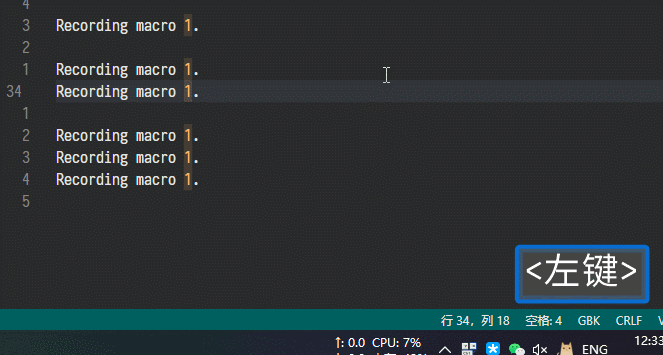 4
3 Recording macro 1.
2
1 Recording macro 1.
34 Recording macro 1.
1
2 Recording macro 1.
3 Recording macro 1.
4 Recording macro 1.
5
<左键>
行 34，列 18 空格: 4 GBK CRLF
↑: 0.0 CPU: 7%
ENG 12:33